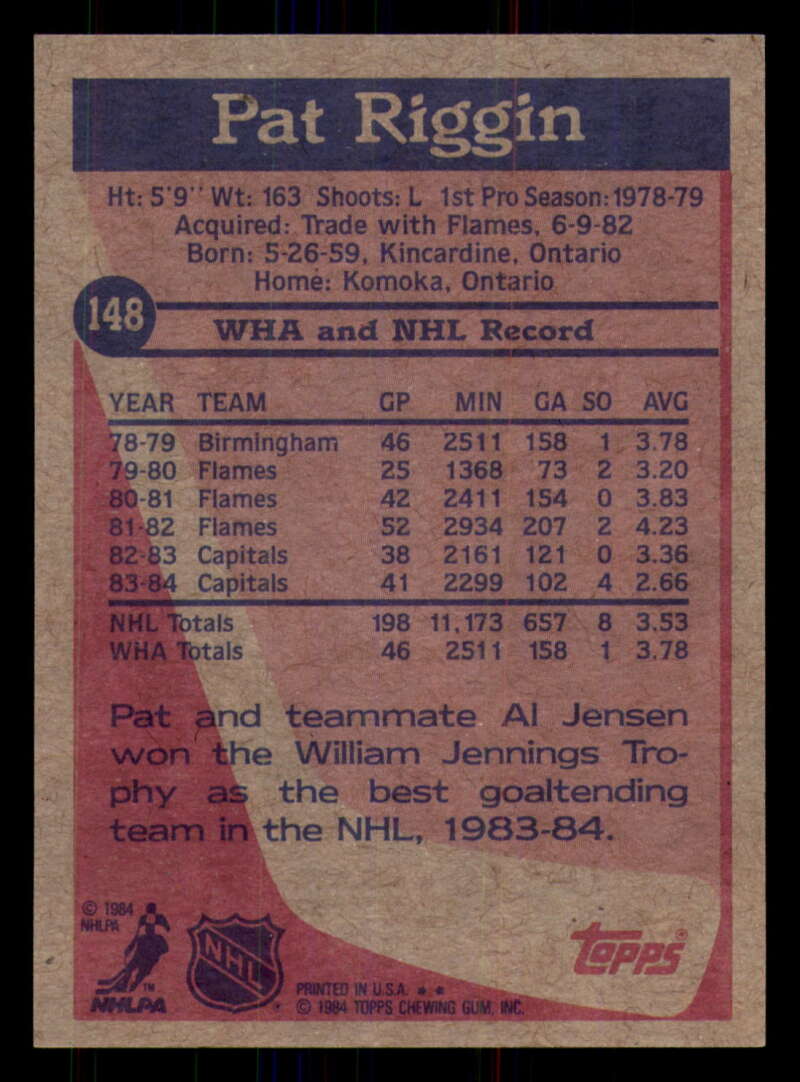 Pat Riggin
Ht: 5'9" Wt: 163 Shoots: L 1st Pro Season: 1978-79
Acquired: Trade with Flames, 6-9-82
Born: 5-26-59, Kincardine, Ontario
Home: Komoka, Ontario
148
WHA and NHL Record
YEAR TEAM GP MIN GA SO AVG
78-79 Birmingham 46 2511 158 1 3.78
79-80 Flames 25 1368 73 2 3.20
80-81 Flames 42 2411 154 0 3.83
81-82 Flames 52 2934 207 2 4.23
82-83 Capitals 38 2161 121 0 3.36
83-84 Capitals 41 2299 102 4 2.66
NHL Totals 198 11,173 657 8 3.53
WHA Totals 46 2511 158 1 3.78
Pat and teammate Al Jensen
won the William Jennings Tro-
phy as the best goaltending
team in the NHL, 1983-84.
© 1984
NHLPA
TM
NHLPA
NHL
®
TOPPS®
PRINTED IN U.S.A. * *
© 1984 TOPPS CHEWING GUM, INC.